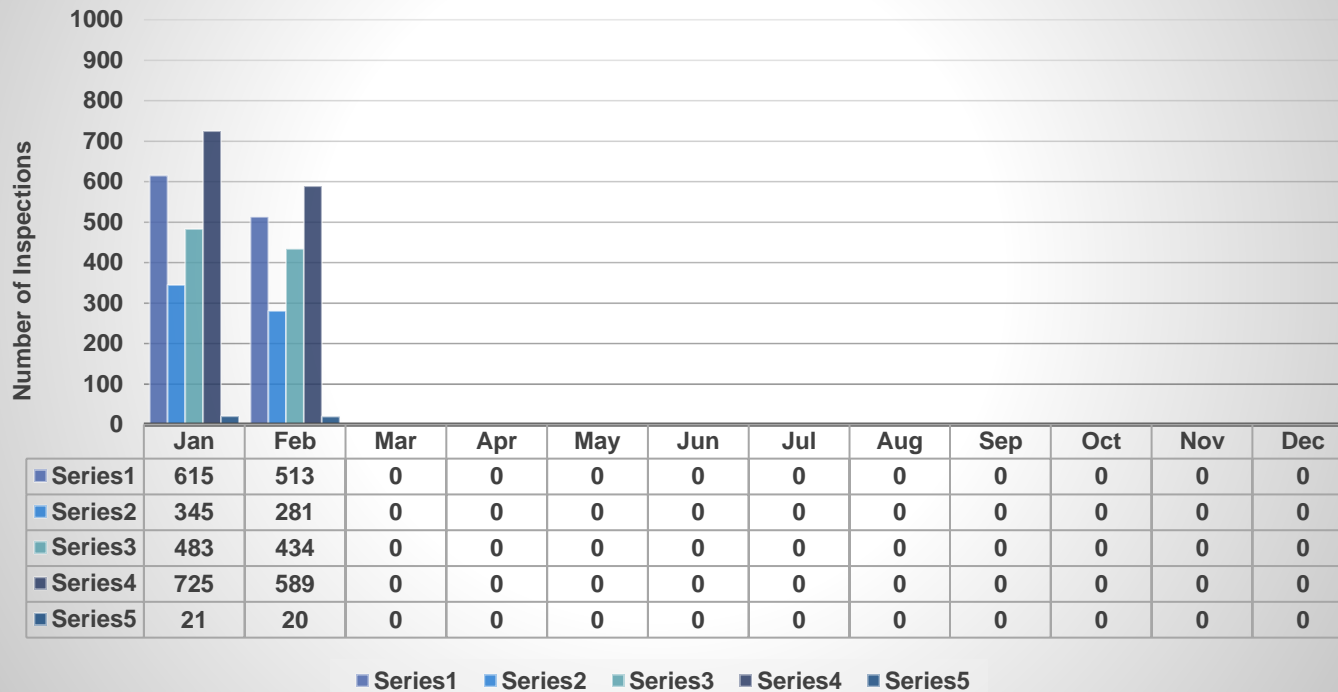 1000
900
800
700
600
500
400
300
200
100
0
Number of Inspections
Jan Feb Mar Apr May Jun Jul Aug Sep Oct Nov Dec
Series1 615 513 0 0 0 0 0 0 0 0 0 0
Series2 345 281 0 0 0 0 0 0 0 0 0 0
Series3 483 434 0 0 0 0 0 0 0 0 0 0
Series4 725 589 0 0 0 0 0 0 0 0 0 0
Series5 21 20 0 0 0 0 0 0 0 0 0 0
Series1 Series2 Series3 Series4 Series5